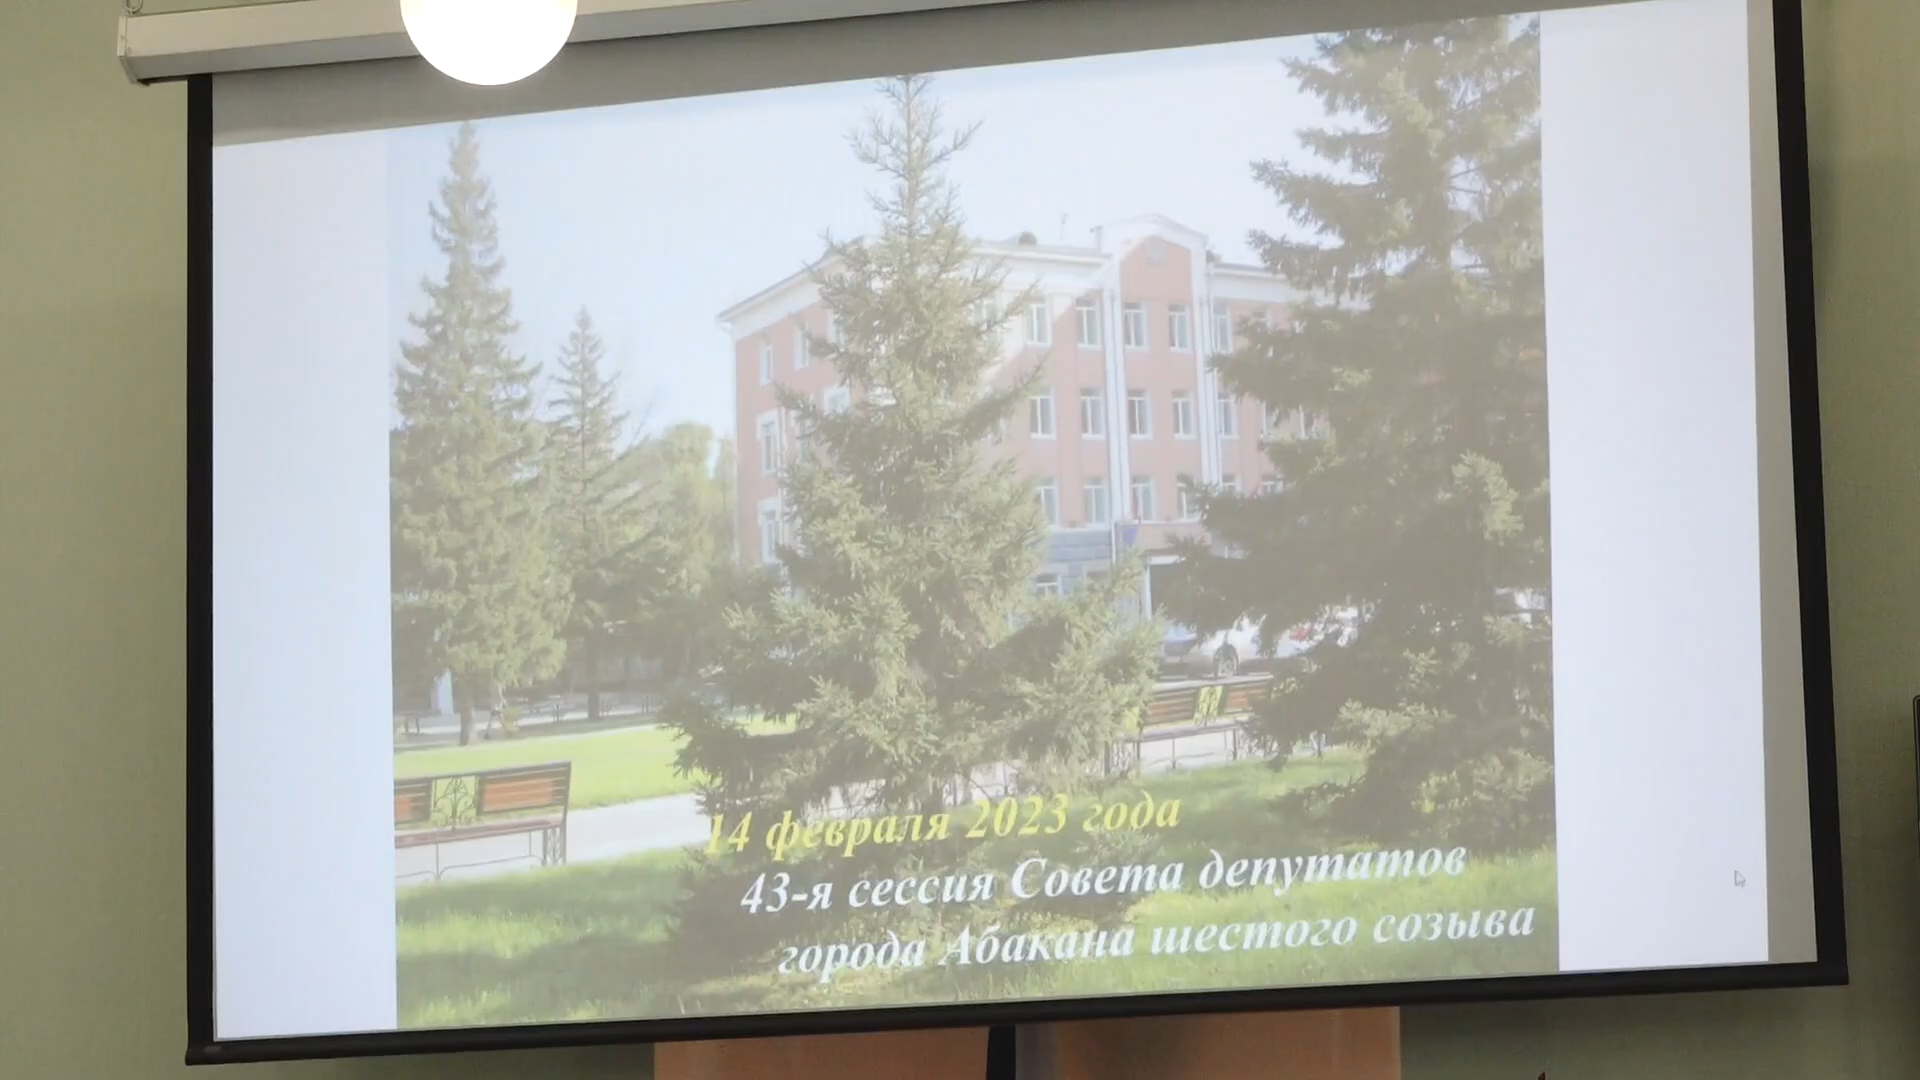 14 февраля 2023 года
43-я сессия Совета депутатов
города Абакана шестого созыва